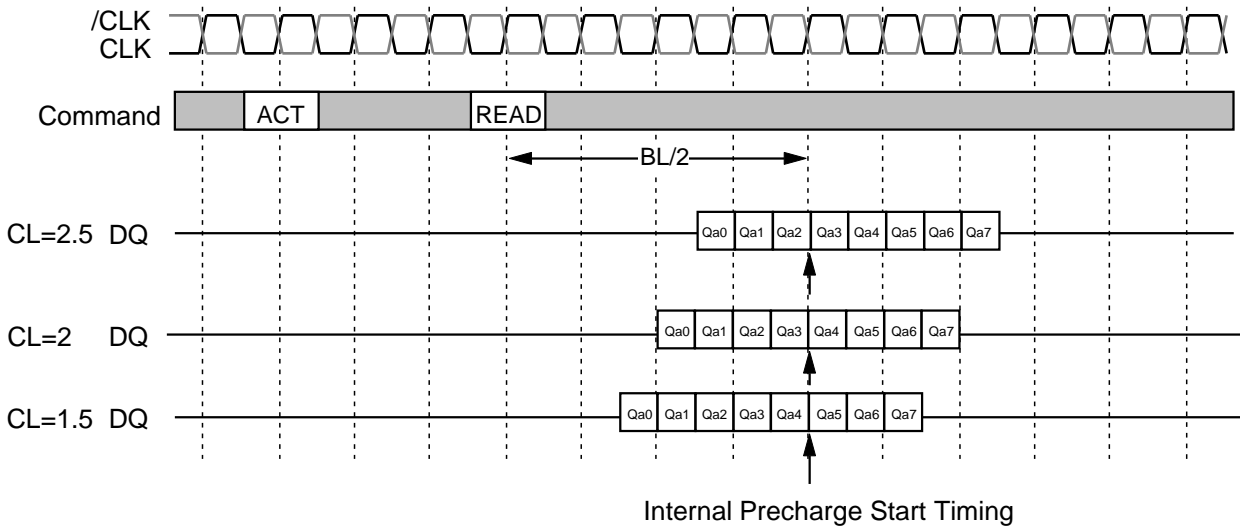 /CLK
CLK
Command ACT READ
BL/2
CL=2.5 DQ Qa0 Qa1 Qa2 Qa3 Qa4 Qa5 Qa6 Qa7
CL=2 DQ Qa0 Qa1 Qa2 Qa3 Qa4 Qa5 Qa6 Qa7
CL=1.5 DQ Qa0 Qa1 Qa2 Qa3 Qa4 Qa5 Qa6 Qa7
Internal Precharge Start Timing